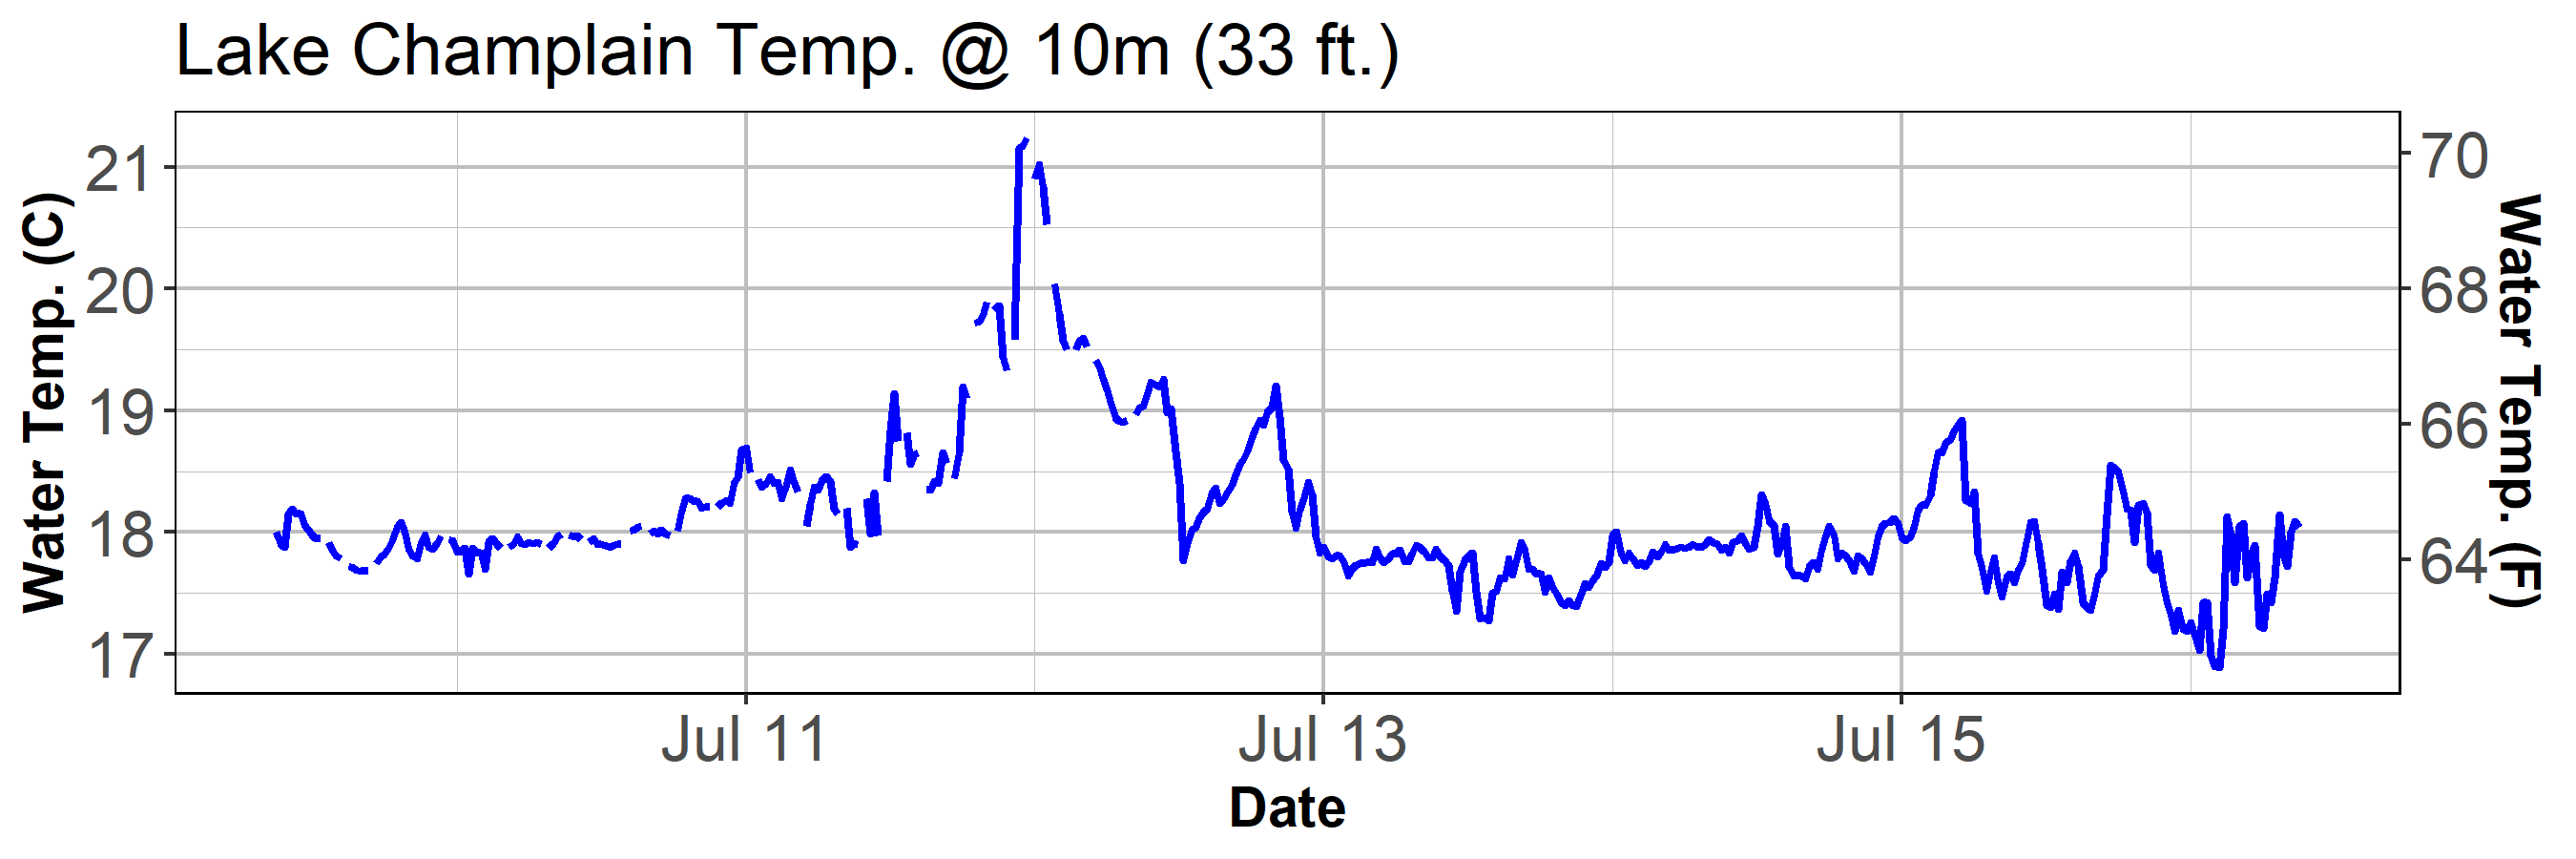 Lake Champlain Temp. @ 10m (33 ft.)
Water Temp. (C)
21
20
19
18
17
70
68
66
64
Water Temp. (F)
Jul 11
Jul 13
Jul 15
Date